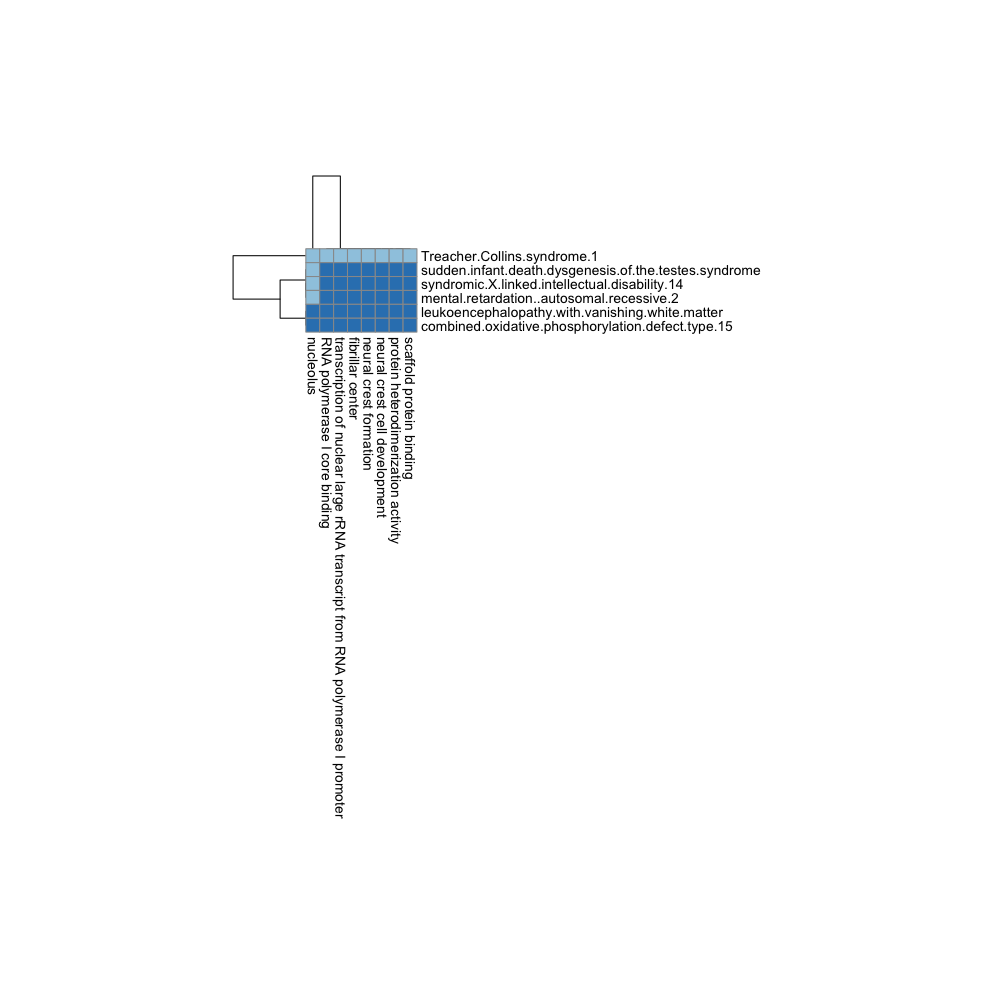 Treacher.Collins.syndrome.1
sudden.infant.death.dysgenesis.of.the.testes.syndrome
syndromic.X.linked.intellectual.disability.14
mental.retardation..autosomal.recessive.2
leukoencephalopathy.with.vanishing.white.matter
combined.oxidative.phosphorylation.defect.type.15
nucleolus
RNA polymerase I core binding
transcription of nuclear large rRNA transcript from RNA polymerase I promoter
fibrillar center
neural crest formation
neural crest cell development
protein heterodimerization activity
scaffold protein binding